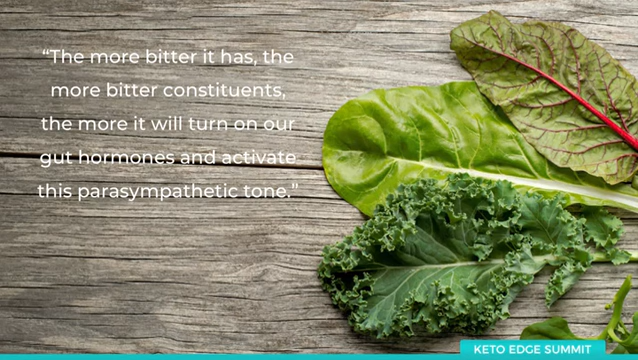 “The more bitter it has, the
more bitter constituents,
the more it will turn on our
gut hormones and activate
this parasympathetic tone.”
KETO EDGE SUMMIT